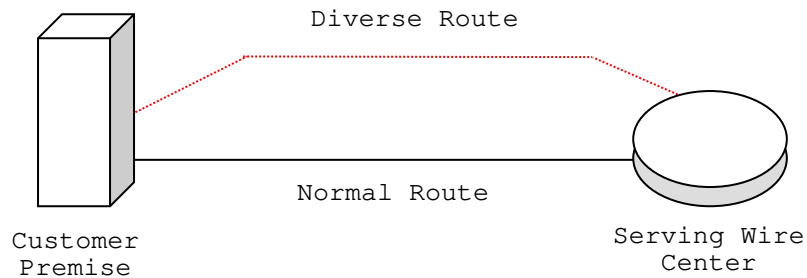 Diverse Route
Normal Route
Customer
Premise
Serving Wire
Center